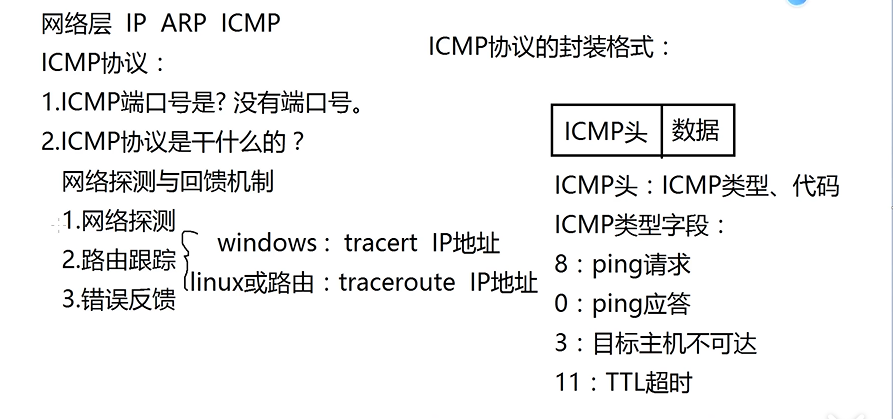 网络层 IP ARP ICMP
ICMP协议：
1.ICMP端口号是? 没有端口号。
2.ICMP协议是干什么的？
网络探测与回馈机制
1.网络探测
2.路由跟踪
3.错误反馈
windows： tracert IP地址
linux或路由：traceroute IP地址
ICMP协议的封装格式：
ICMP头 数据
ICMP头：ICMP类型、代码
ICMP类型字段：
8：ping请求
0：ping应答
3：目标主机不可达
11：TTL超时